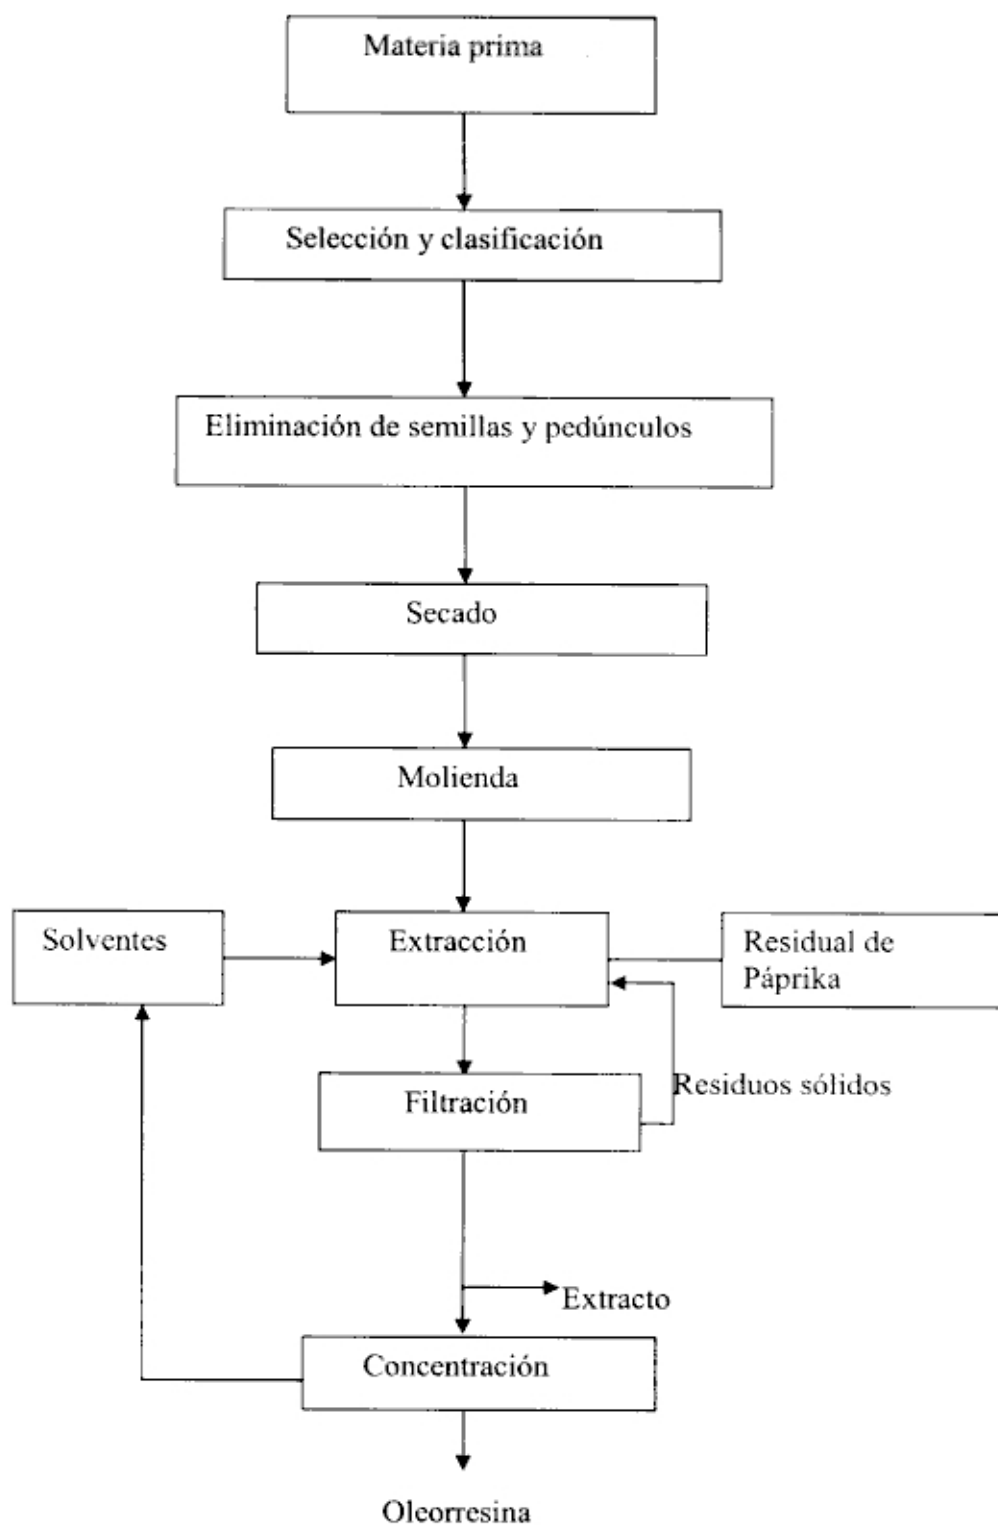 Materia prima
Selección y clasificación
Eliminación de semillas y pedúnculos
Secado
Molienda
Solventes
Extracción
Residual de
Páprika
Residuos sólidos
Filtración
Extracto
Concentración
Oleorresina